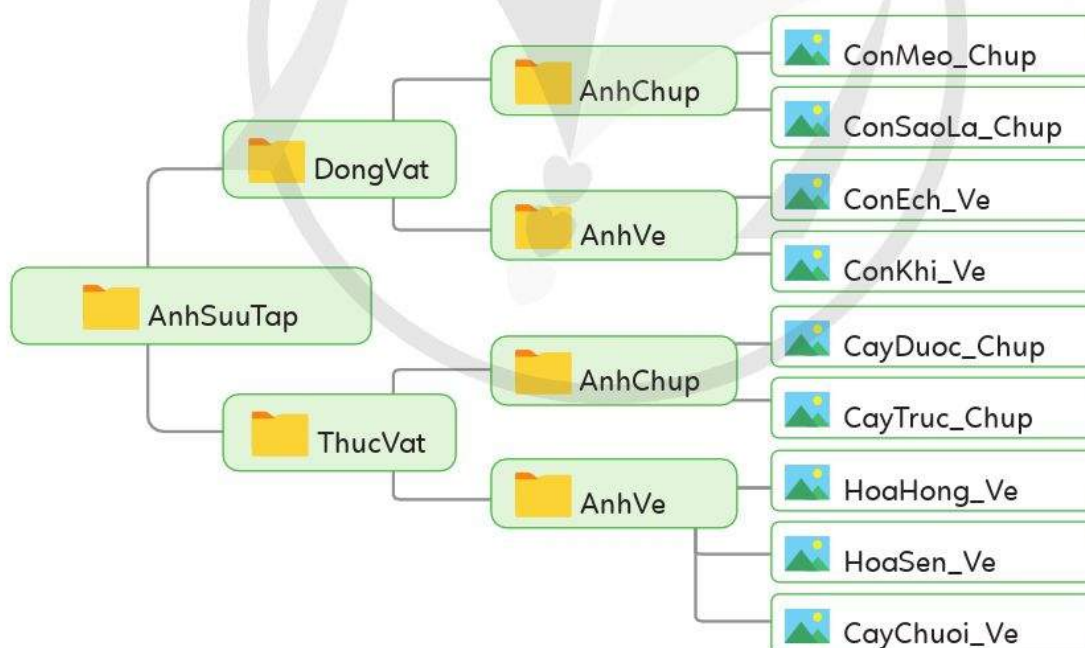 AnhSuuTap
DongVat
AnhChup
ConMeo_Chup
ConSaoLa_Chup
AnhVe
ConEch_Ve
ConKhi_Ve
ThucVat
AnhChup
CayDuoc_Chup
CayTruc_Chup
AnhVe
HoaHong_Ve
HoaSen_Ve
CayChuoi_Ve